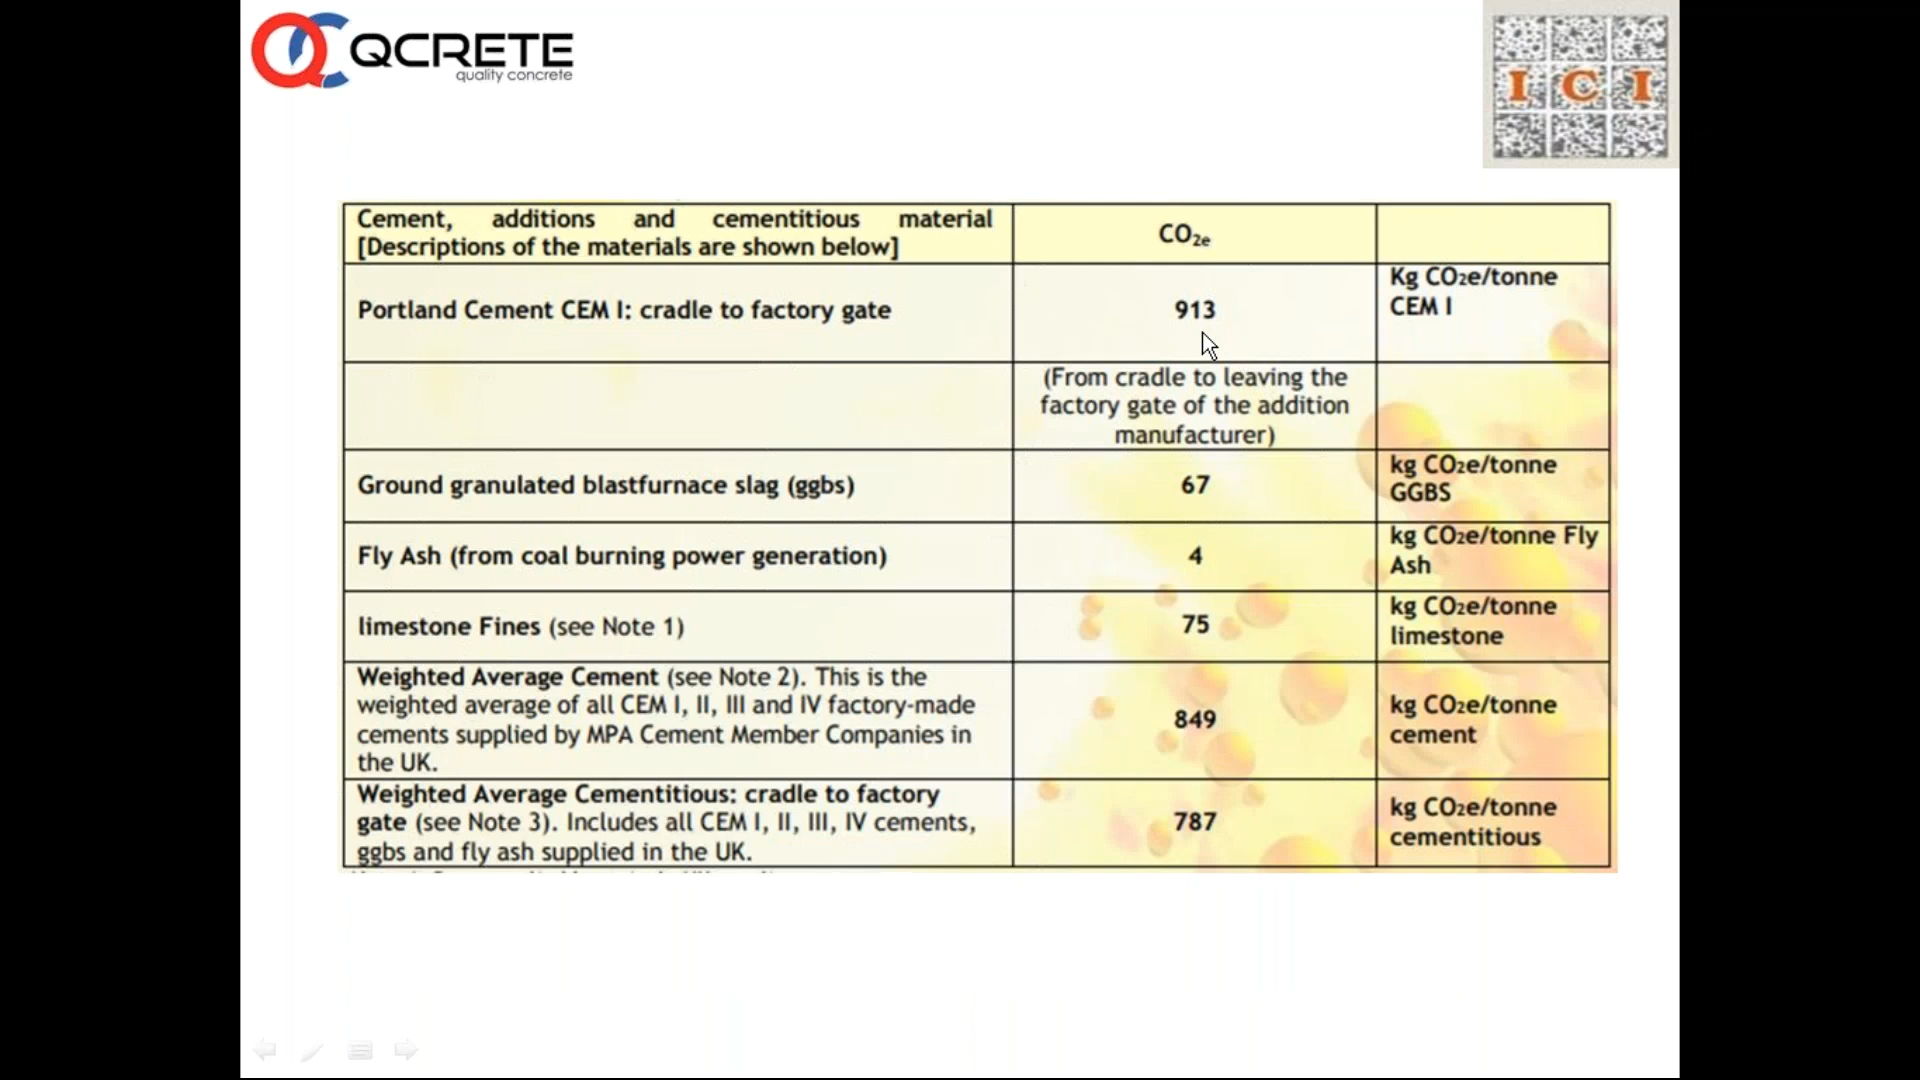 QCRETE
quality concrete
I C I
Cement, additions and cementitious material
[Descriptions of the materials are shown below]
CO2e
Portland Cement CEM I: cradle to factory gate
913
Kg CO2e/tonne
CEM I
(From cradle to leaving the
factory gate of the addition
manufacturer)
Ground granulated blastfurnace slag (ggbs)
67
kg CO2e/tonne
GGBS
Fly Ash (from coal burning power generation)
4
kg CO2e/tonne Fly
Ash
limestone Fines (see Note 1)
75
kg CO2e/tonne
limestone
Weighted Average Cement (see Note 2). This is the
weighted average of all CEM I, II, III and IV factory-made
cements supplied by MPA Cement Member Companies in
the UK.
849
kg CO2e/tonne
cement
Weighted Average Cementitious: cradle to factory
gate (see Note 3). Includes all CEM I, II, III, IV cements,
ggbs and fly ash supplied in the UK.
787
kg CO2e/tonne
cementitious